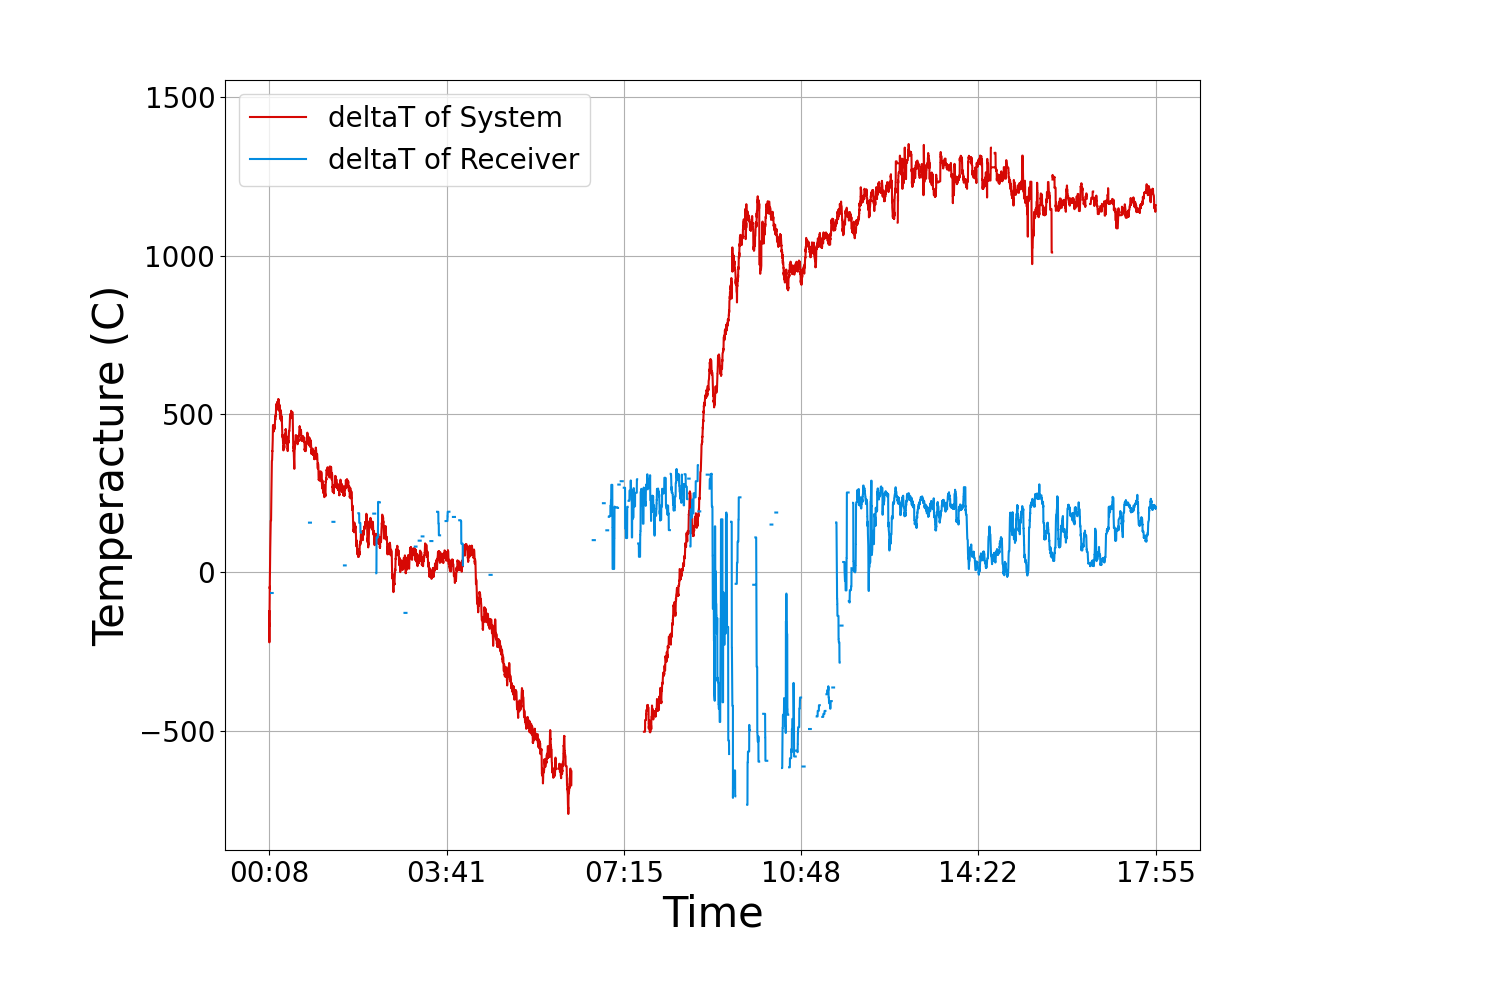 deltaT of System
deltaT of Receiver
1500
1000
500
0
−500
Temperacture (C)
00:08 03:41 07:15 10:48 14:22 17:55
Time